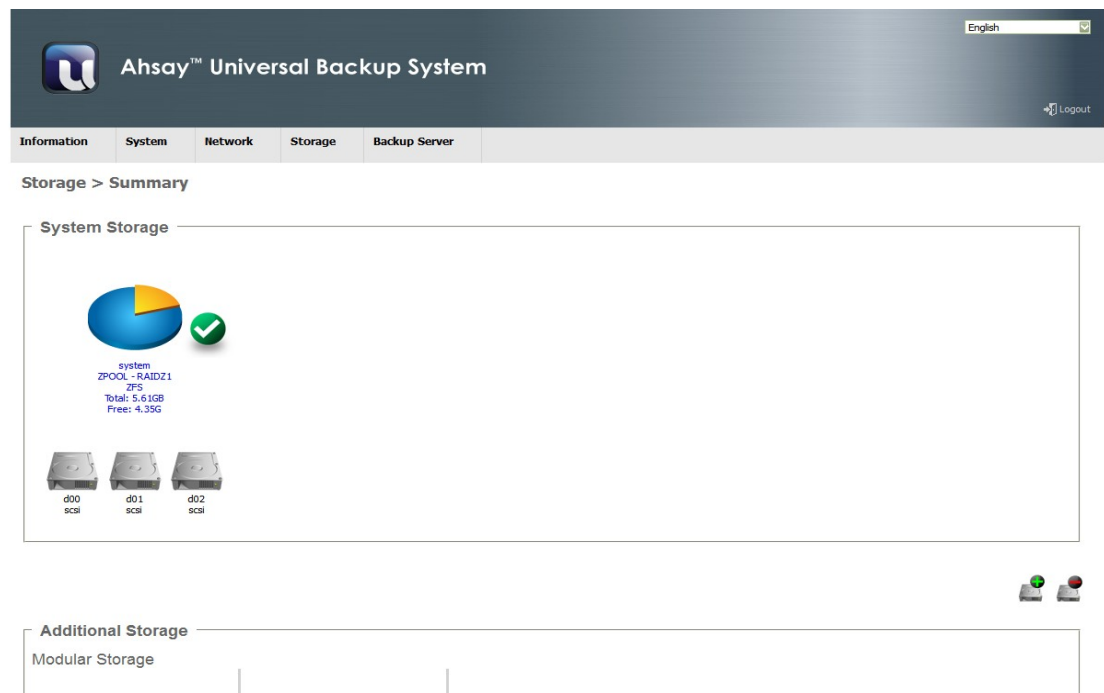 English
Ahsay™ Universal Backup System
Logout
Information System Network Storage Backup Server
Storage > Summary
System Storage
system
ZPOOL - RAIDZ1
ZFS
Total: 5.61GB
Free: 4.35G
d00 d01 d02
scsi scsi scsi
Additional Storage
Modular Storage